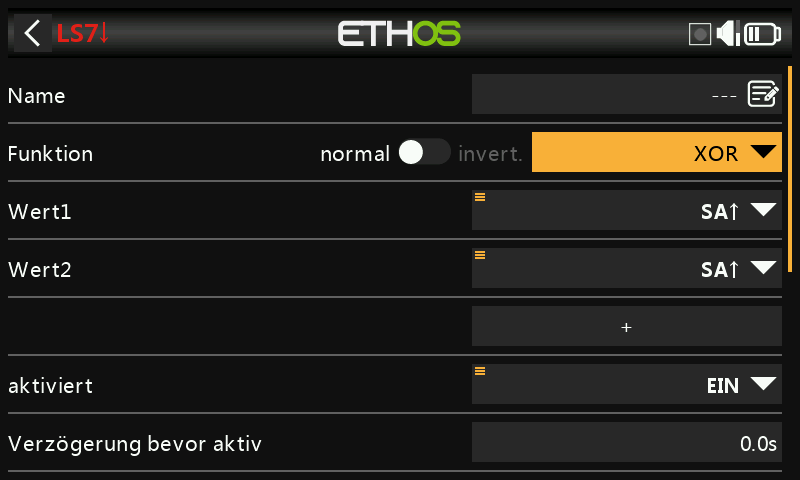 LS7↓ ETHOS
Name ---
Funktion normal invert. XOR
Wert1 SA↑
Wert2 SA↑
+
aktiviert EIN
Verzögerung bevor aktiv 0.0s